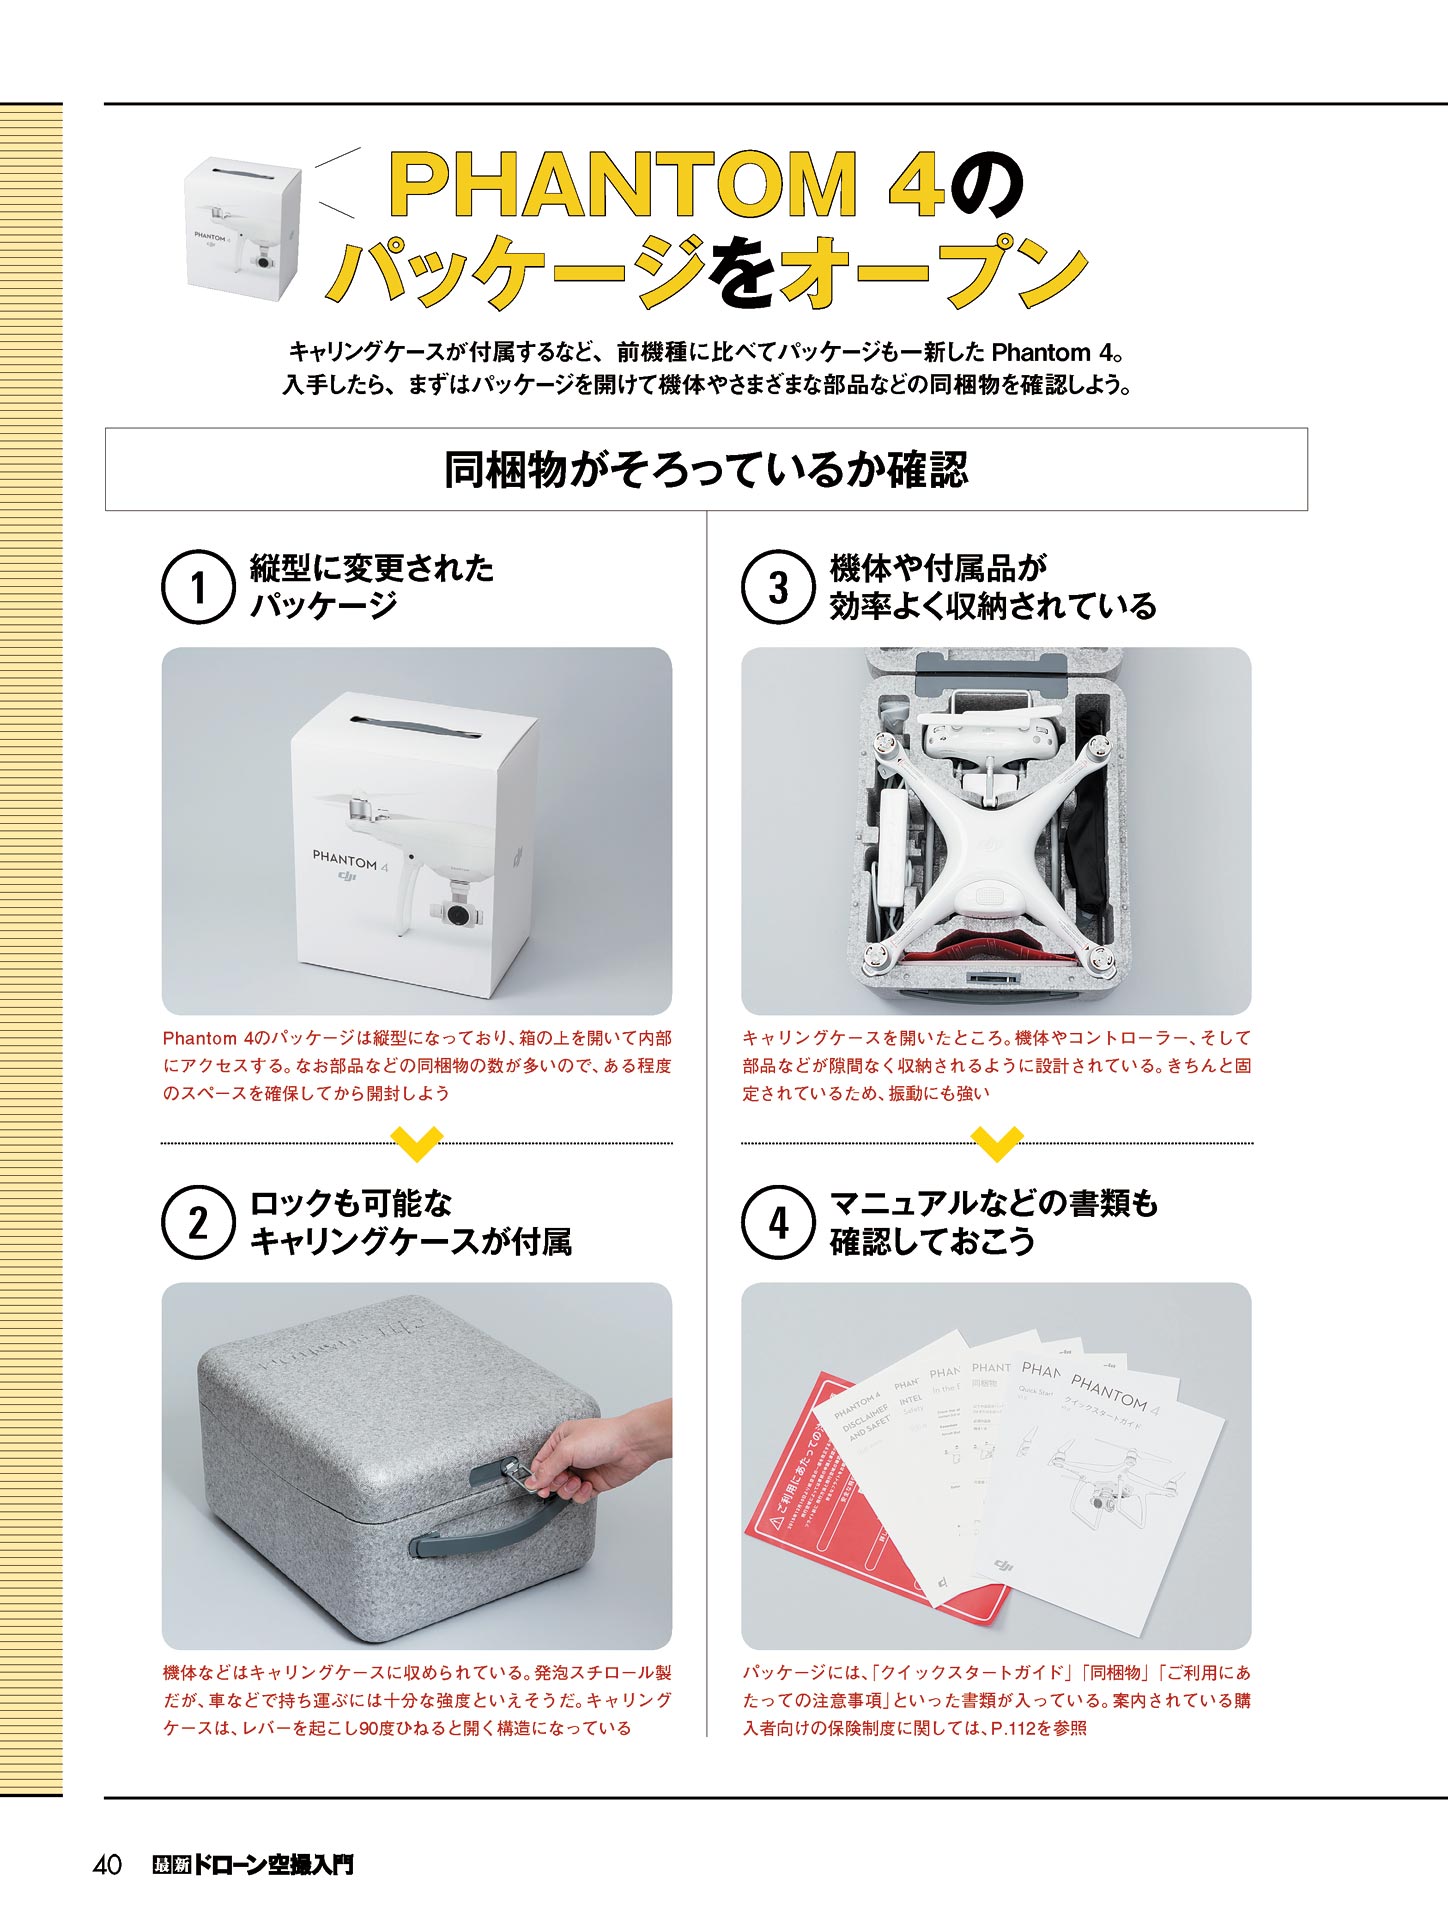 PHANTOM 4の
パッケージをオープン
PHANTOM 4
dji
キャリングケースが付属するなど、前機種に比べてパッケージも一新した Phantom 4。
入手したら、まずはパッケージを開けて機体やさまざまな部品などの同梱物を確認しよう。
同梱物がそろっているか確認
1
縦型に変更された
パッケージ
PHANTOM 4
dji
dji
Phantom 4のパッケージは縦型になっており、箱の上を開いて内部
にアクセスする。なお部品などの同梱物の数が多いので、ある程度
のスペースを確保してから開封しよう
2
ロックも可能な
キャリングケースが付属
機体などはキャリングケースに収められている。発泡スチロール製
だが、車などで持ち運ぶには十分な強度といえそうだ。キャリング
ケースは、レバーを起こし90度ひねると開く構造になっている
3
機体や付属品が
効率よく収納されている
キャリングケースを開いたところ。機体やコントローラー、そして
部品などが隙間なく収納されるように設計されている。きちんと固
定されているため、振動にも強い
4
マニュアルなどの書類も
確認しておこう
ご利用にあたっての
PHANTOM 4
DISCLAIMER
AND SAFET
PHAN
INTEL
Safety
PHAN
In the
PHANT
同梱物
PHAN
Quick Start
PHANTOM 4
クイックスタートガイド
dji
パッケージには、「クイックスタートガイド」「同梱物」「ご利用にあ
たっての注意事項」といった書類が入っている。案内されている購
入者向けの保険制度に関しては、P.112を参照
40 最新ドローン空撮入門